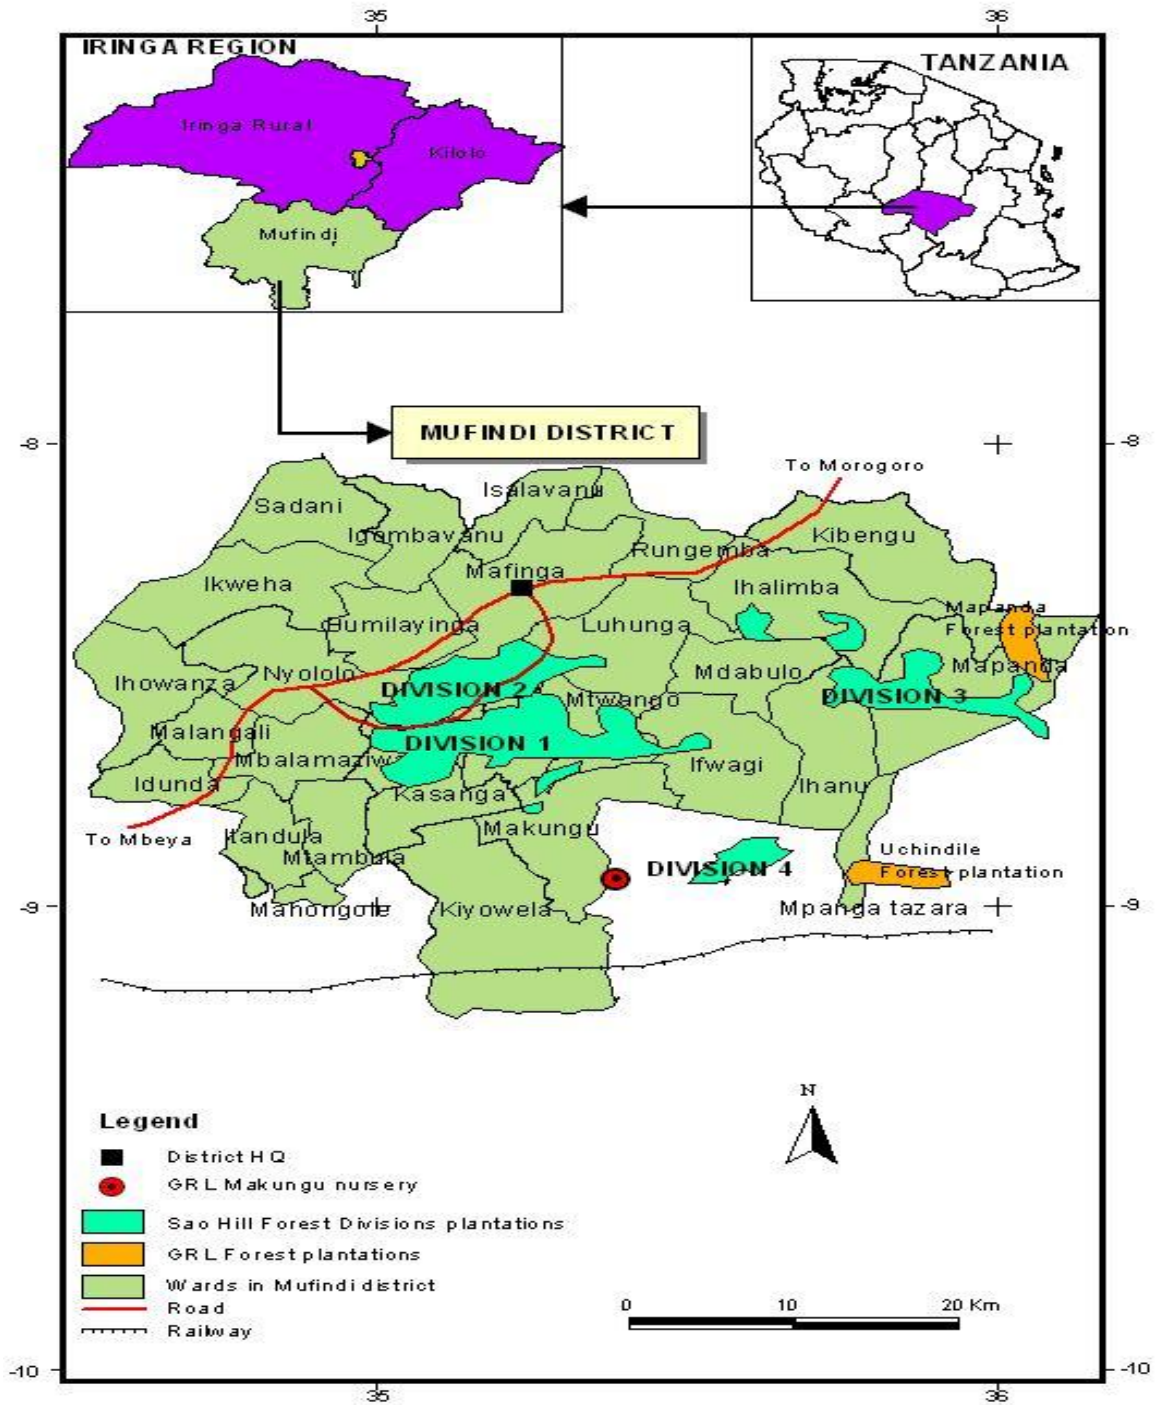 35
36
IRINGA REGION
TANZANIA
Iringa Rural
Kilolo
Mufindi
MUFINDI DISTRICT
-8
-8
To Morogoro
Isalavanu
Sadani
Igombavanu
Kibengu
Rungemba
Mafinga
Ikweha
Ihalimba
Mapanda
Forest plantation
Bumilayinga
Luhunga
Mapanda
Nyololo
Mdabulo
Ihowanza
DIVISION 2
DIVISION 3
Mtwango
Malangali
DIVISION 1
Mbalamaziwa
Ifwagi
Idunda
Kasanga
Ihanu
Makungu
To Mbeya
Itandula
Uchindile
Forest plantation
Mtambula
DIVISION 4
Mahongole
Kiyowela
Mpanga tazara
-9
-9
N
Legend
District HQ
GRL Makungu nursery
Sao Hill Forest Divisions plantations
GRL Forest plantations
Wards in Mufindi district
Road
Railway
0 10 20 Km
-10
-10
35
36